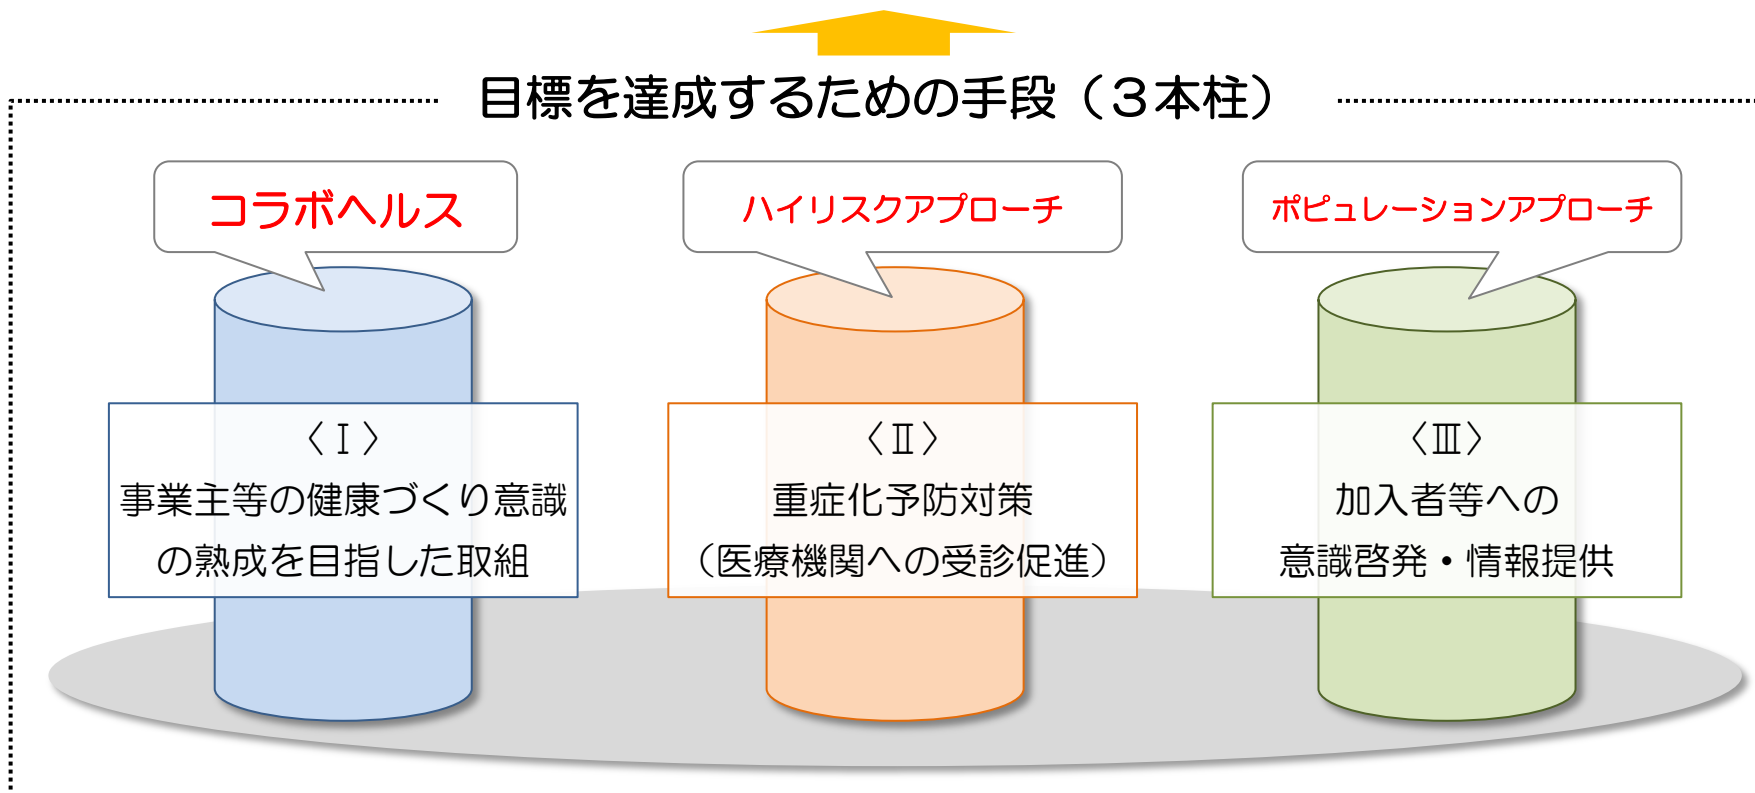 目標を達成するための手段（３本柱）
コラボヘルス
ハイリスクアプローチ
ポピュレーションアプローチ
〈Ⅰ〉
事業主等の健康づくり意識
の熟成を目指した取組
〈Ⅱ〉
重症化予防対策
（医療機関への受診促進）
〈Ⅲ〉
加入者等への
意識啓発・情報提供